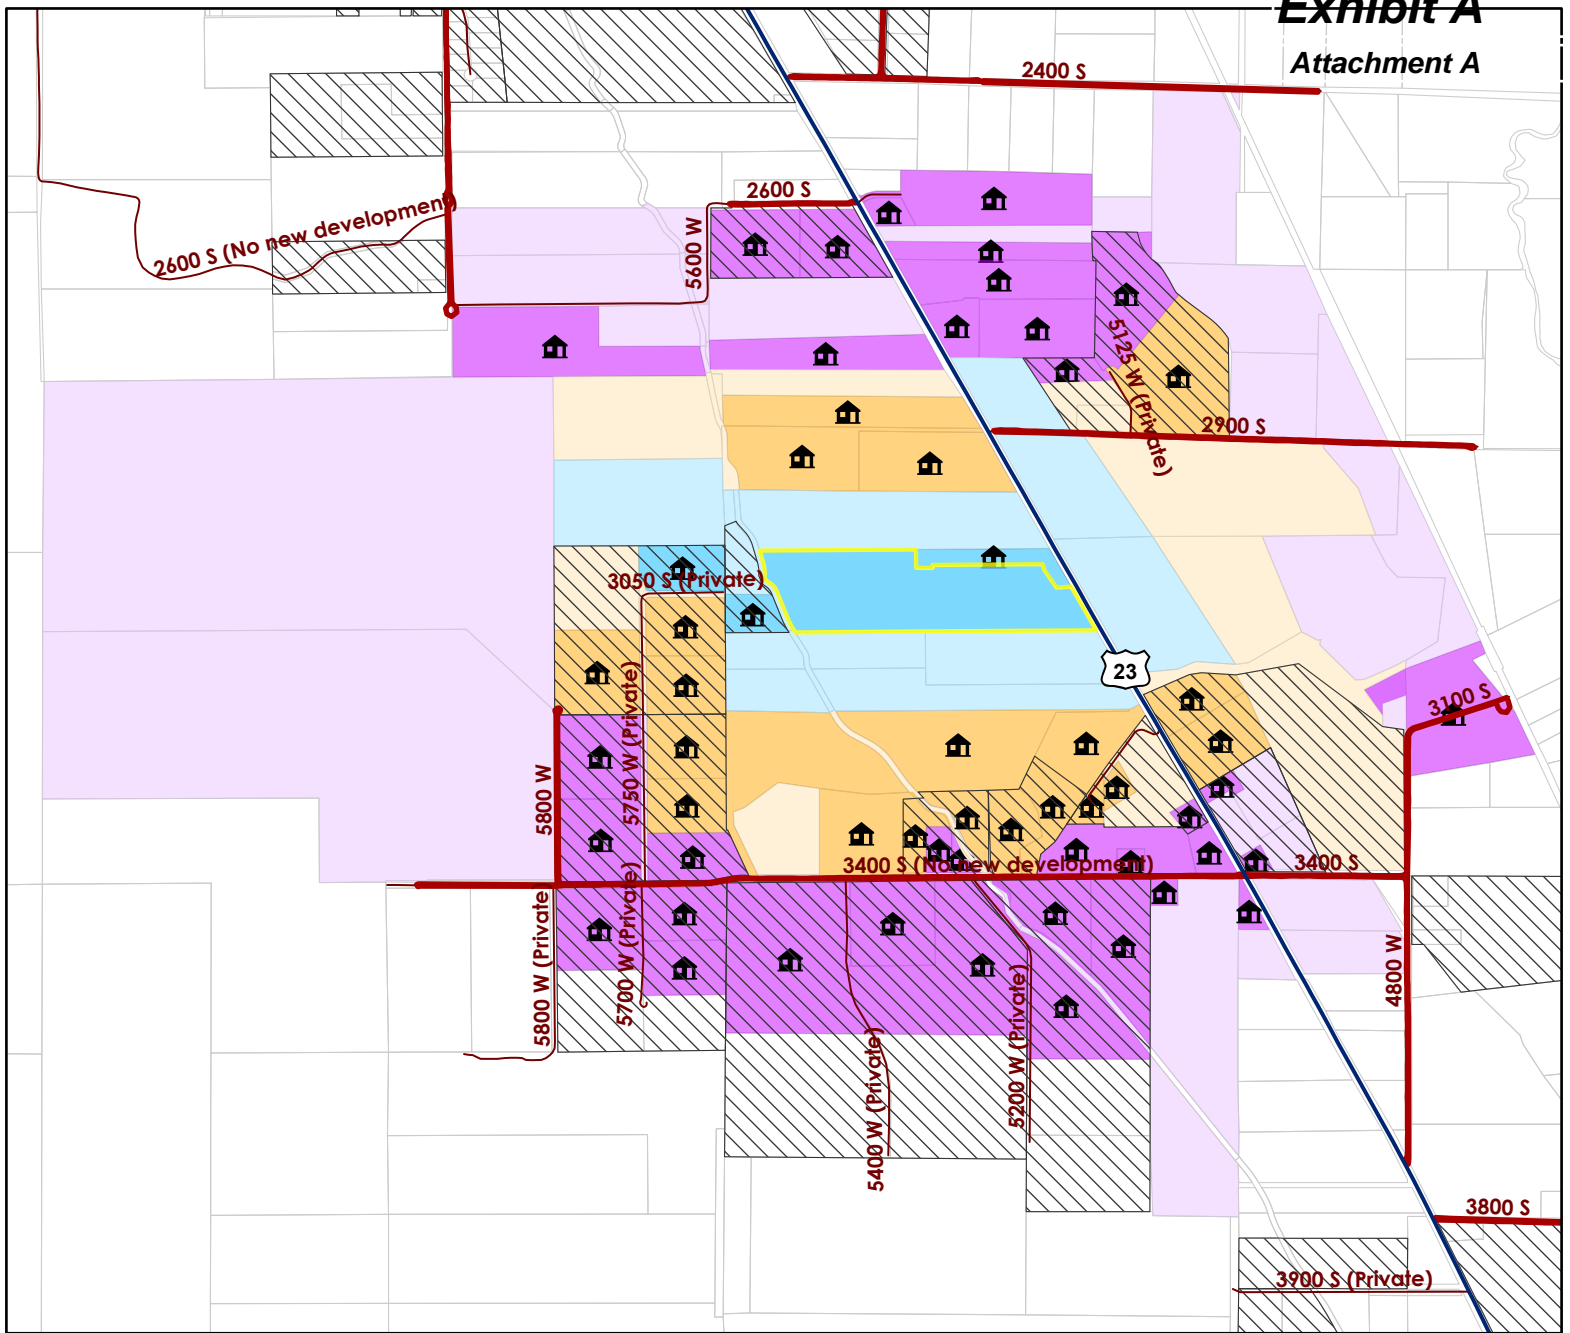 Exhibit A
Attachment A
2400 S
2600 S
2600 S (No new development)
5600 W
5125 W (Private)
2900 S
3050 S (Private)
23
5750 W (Private)
3100 S
5800 W
3400 S (No new development)
3400 S
5800 W (Private)
5700 W (Private)
4800 W
5400 W (Private)
5200 W (Private)
3800 S
3900 S (Private)